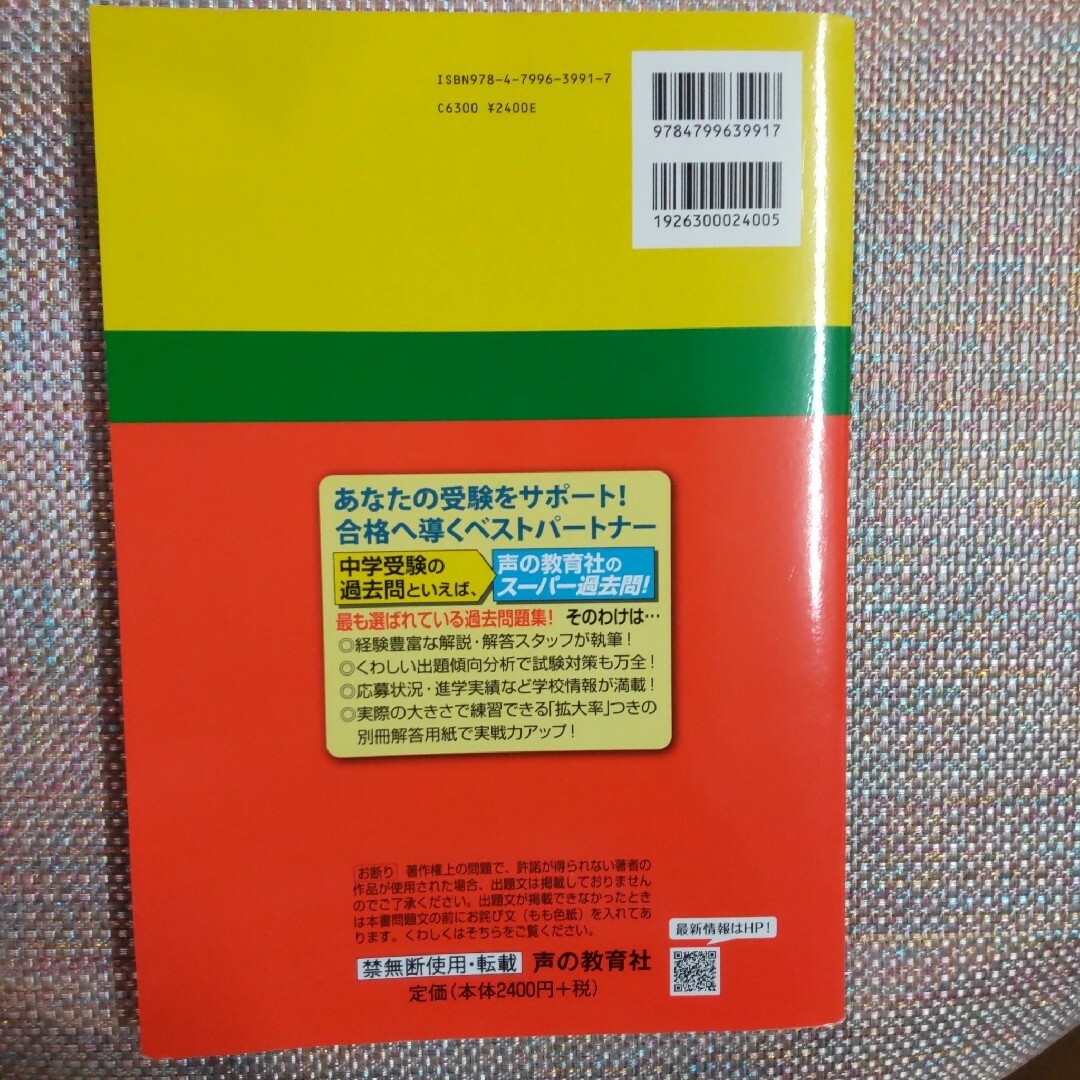 ISBN978-4-7996-3991-7
C6300 ¥2400E
9784799639917
1926300024005
あなたの受験をサポート!
合格へ導くベストパートナー
中学受験の
過去問といえば、
声の教育社の
スーパー過去問!
最も選ばれている過去問題集! そのわけは…
◎経験豊富な解説・解答スタッフが執筆!
◎くわしい出題傾向分析で試験対策も万全!
◎応募状況・進学実績など学校情報が満載!
◎実際の大きさで練習できる「拡大率」つきの
別冊解答用紙で実戦力アップ!
お断り 著作権上の問題で、許諾が得られない著者の
作品が使用された場合、出題文は掲載しておりません
のでご了承ください。出題文が掲載できなかったとき
は本書問題文の前にお詫び文(もも色紙)を入れてあ
ります。くわしくはそちらをご覧ください。
最新情報はHP!
禁無断使用・転載 声の教育社
定価(本体2400円+税)